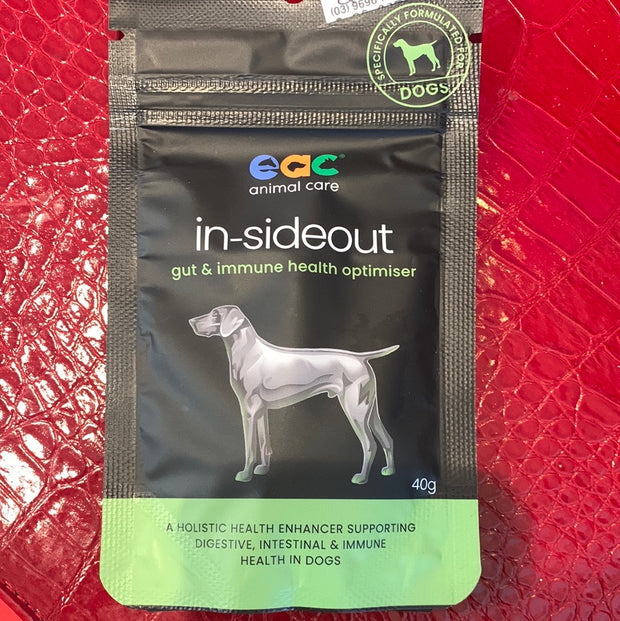 (03) 9696
SPECIFICALLY FORMULATED FOR
DOGS
eac
animal care
in-sideout
gut & immune health optimiser
40g
A HOLISTIC HEALTH ENHANCER SUPPORTING
DIGESTIVE, INTESTINAL & IMMUNE
HEALTH IN DOGS